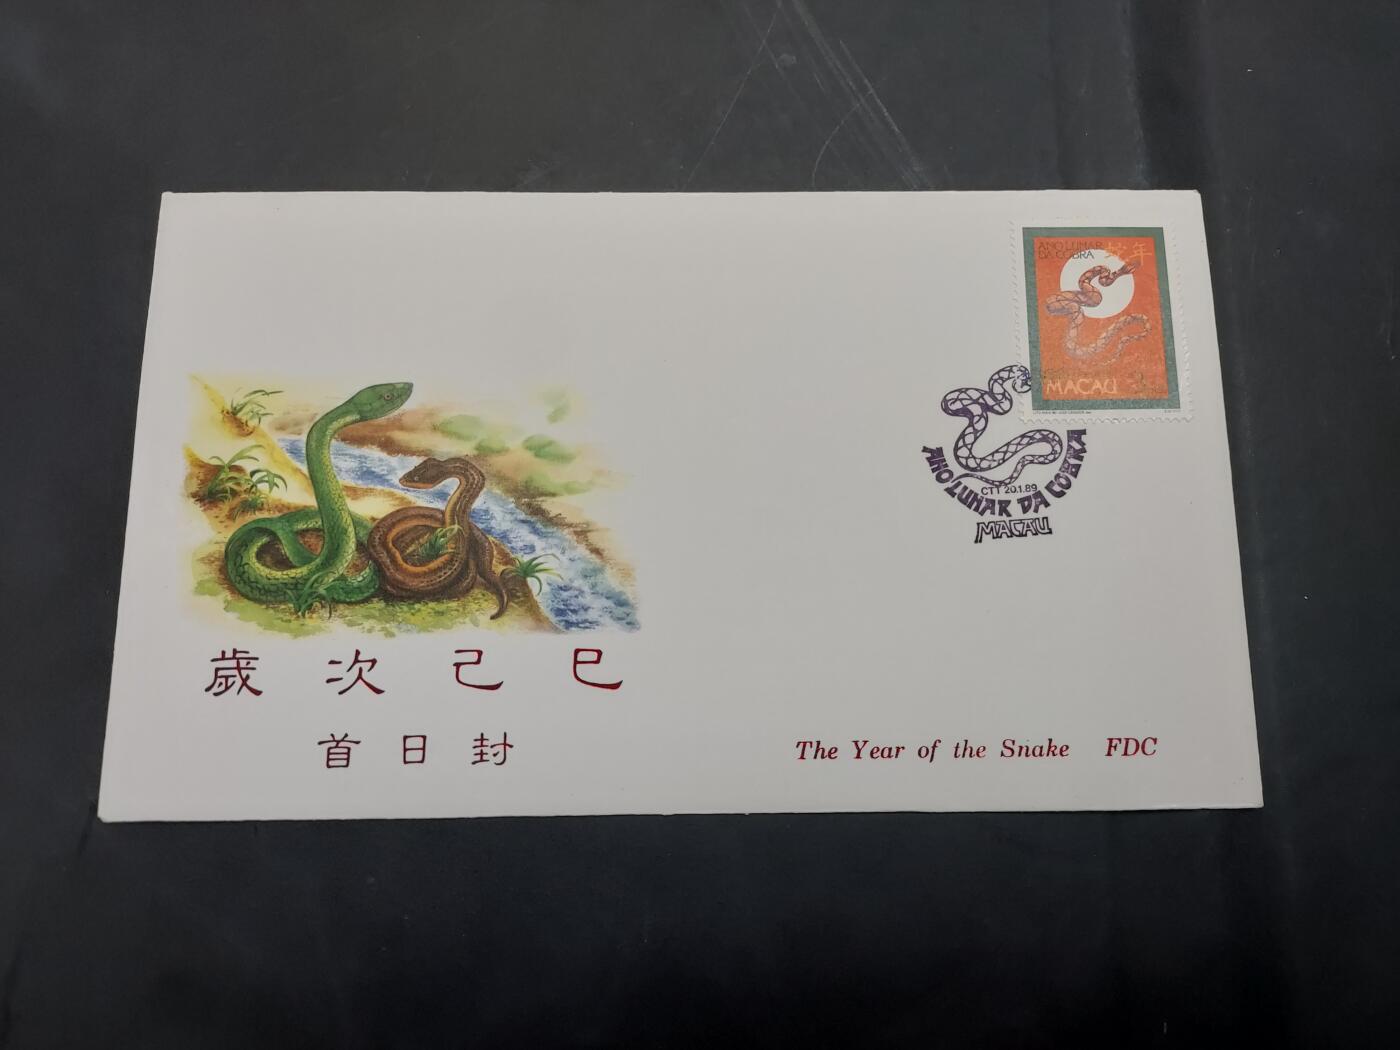 ANO LUNAR 蛇年
DA COBRA
MACAU
ANO LUNAR DA COBRA
CTT 20.1.89
MACAU
歲次己巳
首日封
The Year of the Snake FDC